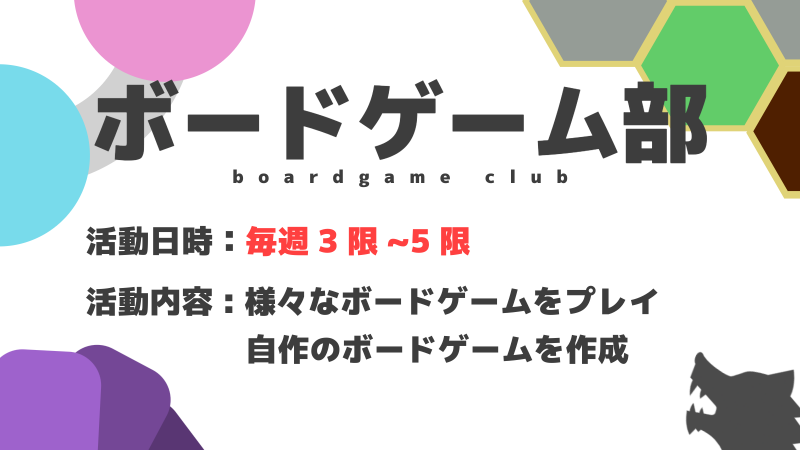 ボードゲーム部
boardgame club
活動日時：毎週3限~5限
活動内容：様々なボードゲームをプレイ
自作のボードゲームを作成